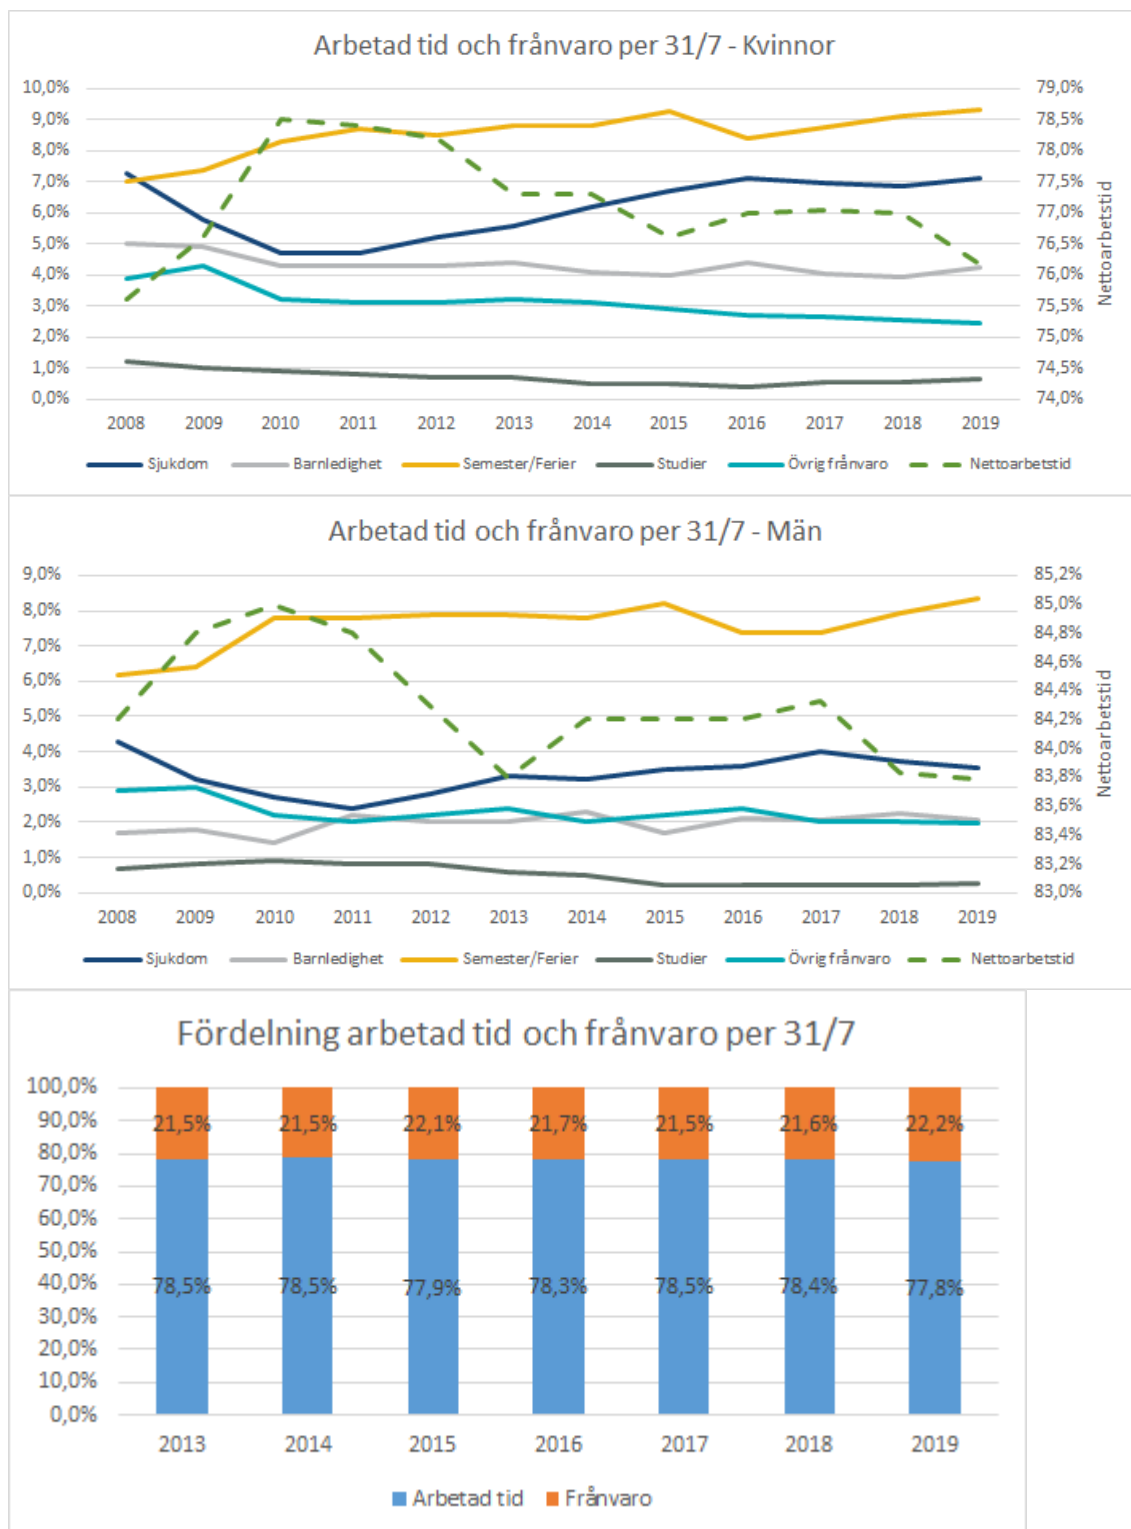 Arbetad tid och frånvaro per 31/7 - Kvinnor
10,0% 79,0%
9,0% 78,5%
8,0% 78,0%
7,0% 77,5%
6,0% 77,0%
5,0% 76,5%
4,0% 76,0%
3,0% 75,5%
2,0% 75,0%
1,0% 74,5%
0,0% 74,0%
Nettoarbetstid
2008 2009 2010 2011 2012 2013 2014 2015 2016 2017 2018 2019
Sjukdom Barnledighet Semester/Ferier Studier Övrig frånvaro Nettoarbetstid
Arbetad tid och frånvaro per 31/7 - Män
9,0% 85,2%
8,0% 85,0%
7,0% 84,8%
6,0% 84,6%
5,0% 84,4%
4,0% 84,2%
3,0% 84,0%
2,0% 83,8%
1,0% 83,6%
0,0% 83,4%
83,2%
83,0%
Nettoarbetstid
2008 2009 2010 2011 2012 2013 2014 2015 2016 2017 2018 2019
Sjukdom Barnledighet Semester/Ferier Studier Övrig frånvaro Nettoarbetstid
Fördelning arbetad tid och frånvaro per 31/7
100,0%
90,0%
80,0%
70,0%
60,0%
50,0%
40,0%
30,0%
20,0%
10,0%
0,0%
21,5% 21,5% 22,1% 21,7% 21,5% 21,6% 22,2%
78,5% 78,5% 77,9% 78,3% 78,5% 78,4% 77,8%
2013 2014 2015 2016 2017 2018 2019
Arbetad tid Frånvaro